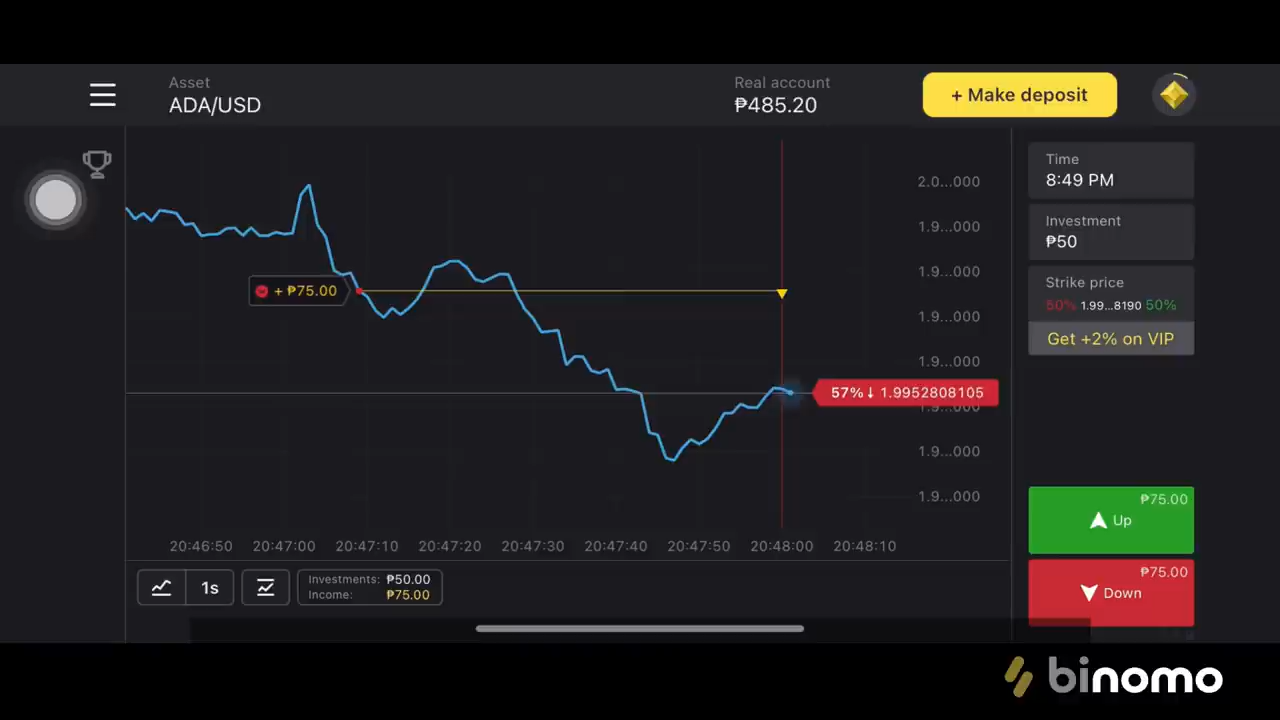 Asset
ADA/USD
Real account
₱485.20
+ Make deposit
Time
8:49 PM
Investment
₱50
Strike price
50% 1.99...8190 50%
Get +2% on VIP
2.0...000
1.9...000
1.9...000
1.9...000
1.9...000
1.9...000
1.9...000
1.9...000
+ ₱75.00
57%↓ 1.9952808105
₱75.00
Up
₱75.00
Down
20:46:50 20:47:00 20:47:10 20:47:20 20:47:30 20:47:40 20:47:50 20:48:00 20:48:10
1s
Investments: ₱50.00
Income: ₱75.00
binomo